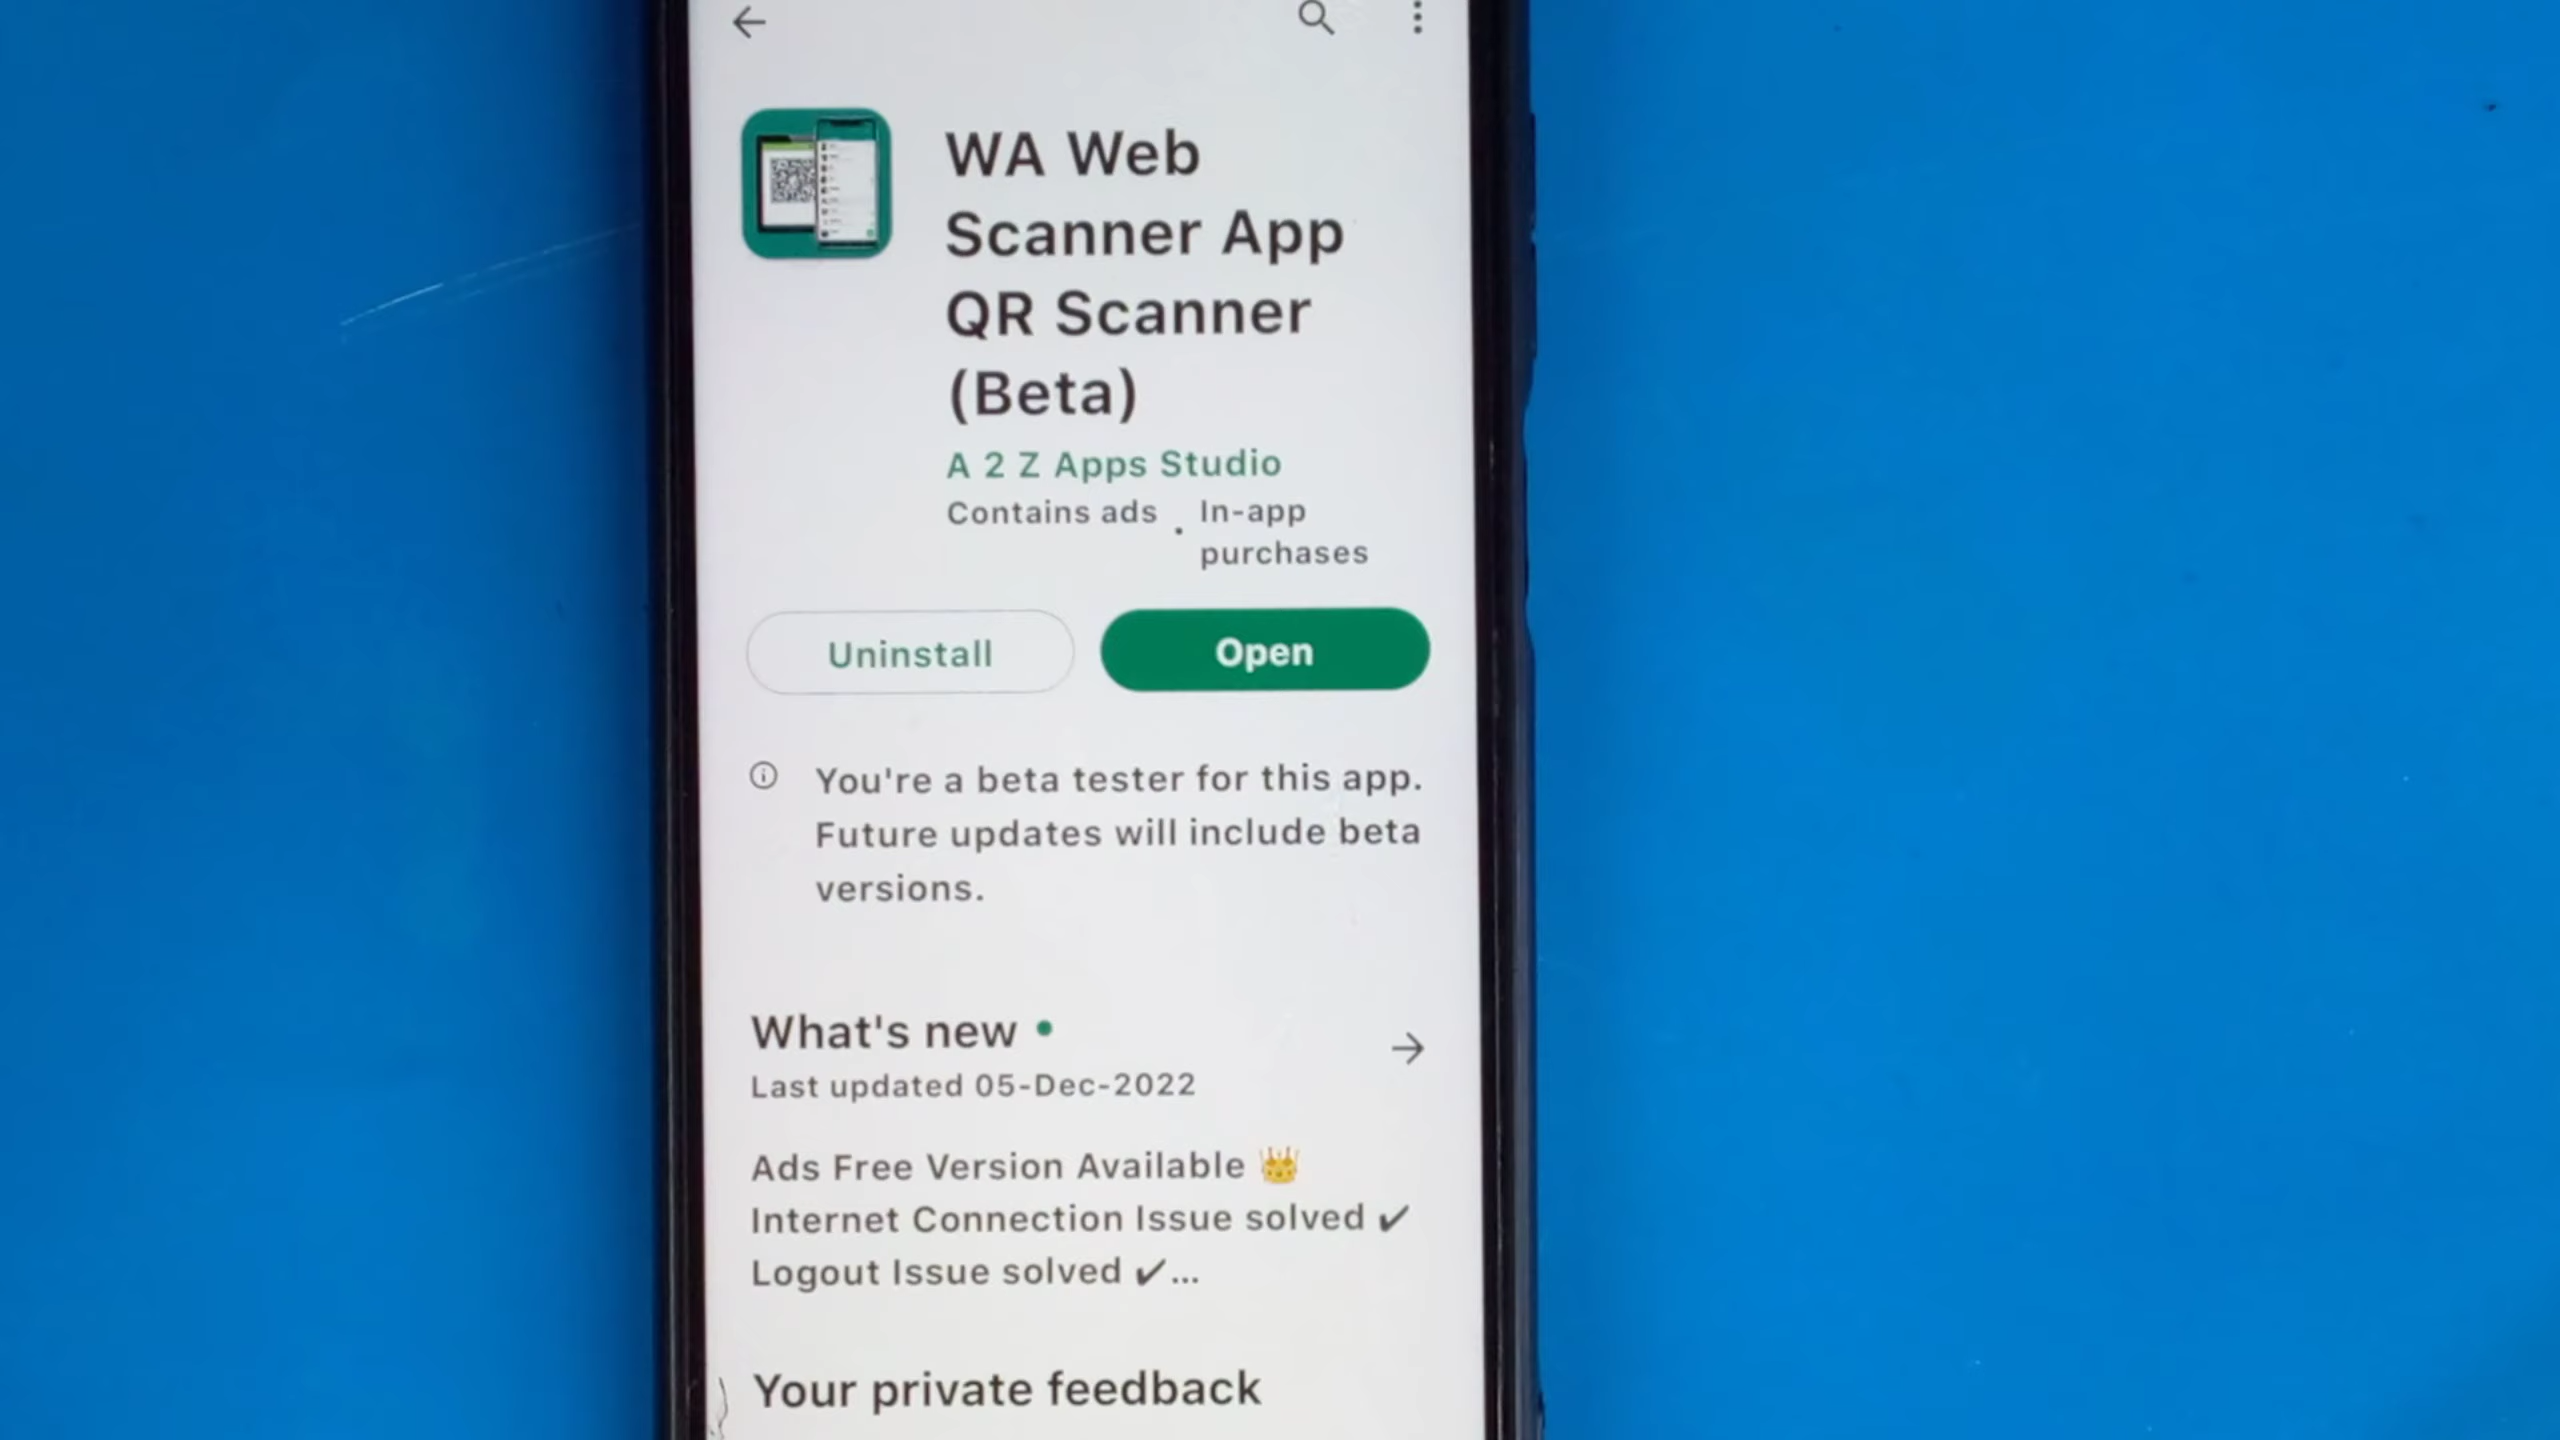 WA Web
Scanner App
QR Scanner
(Beta)
A 2 Z Apps Studio
Contains ads · In-app
purchases
Uninstall
Open
You're a beta tester for this app.
Future updates will include beta
versions.
What's new •
Last updated 05-Dec-2022
Ads Free Version Available 👑
Internet Connection Issue solved ✔
Logout Issue solved ✔...
Your private feedback